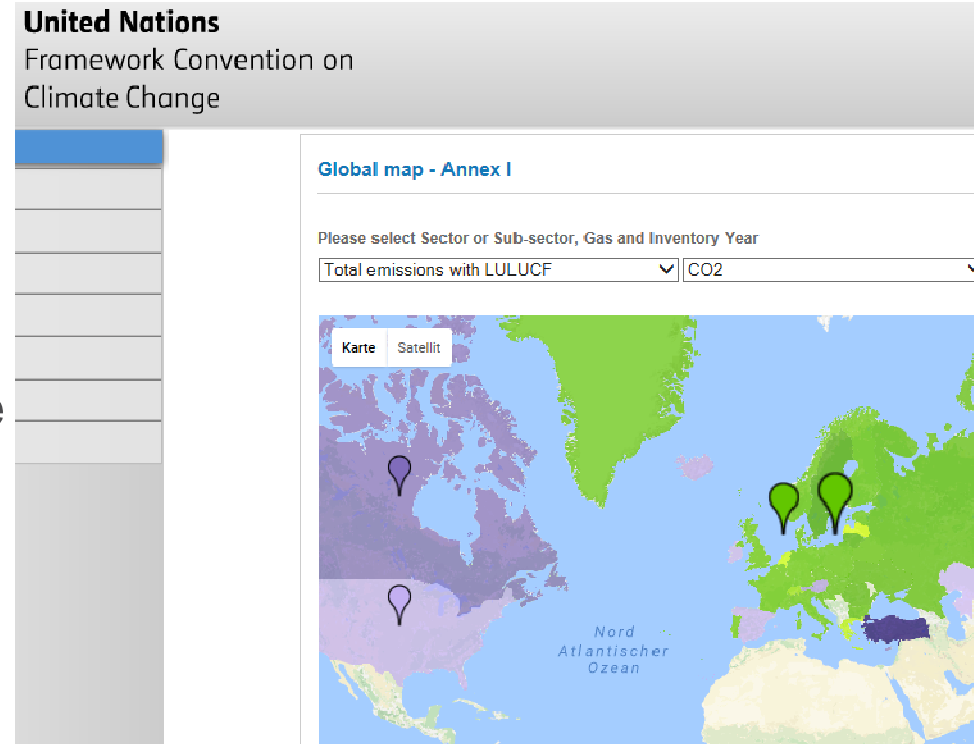 United Nations
Framework Convention on
Climate Change
e
Global map - Annex I
Please select Sector or Sub-sector, Gas and Inventory Year
Total emissions with LULUCF CO2
Karte Satellit
Nord
Atlantischer
Ozean